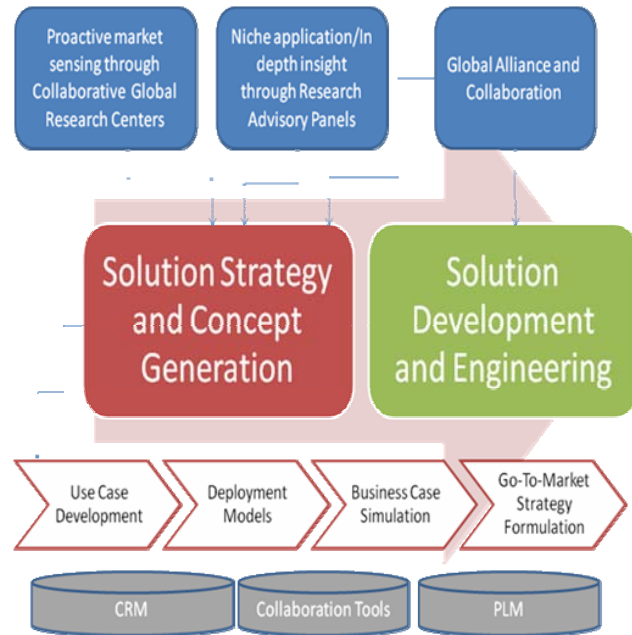 Proactive market
sensing through
Collaborative Global
Research Centers
Niche application/In
depth insight
through Research
Advisory Panels
Global Alliance and
Collaboration
Solution Strategy
and Concept
Generation
Solution
Development
and Engineering
Use Case
Development
Deployment
Models
Business Case
Simulation
Go-To-Market
Strategy
Formulation
CRM
Collaboration Tools
PLM